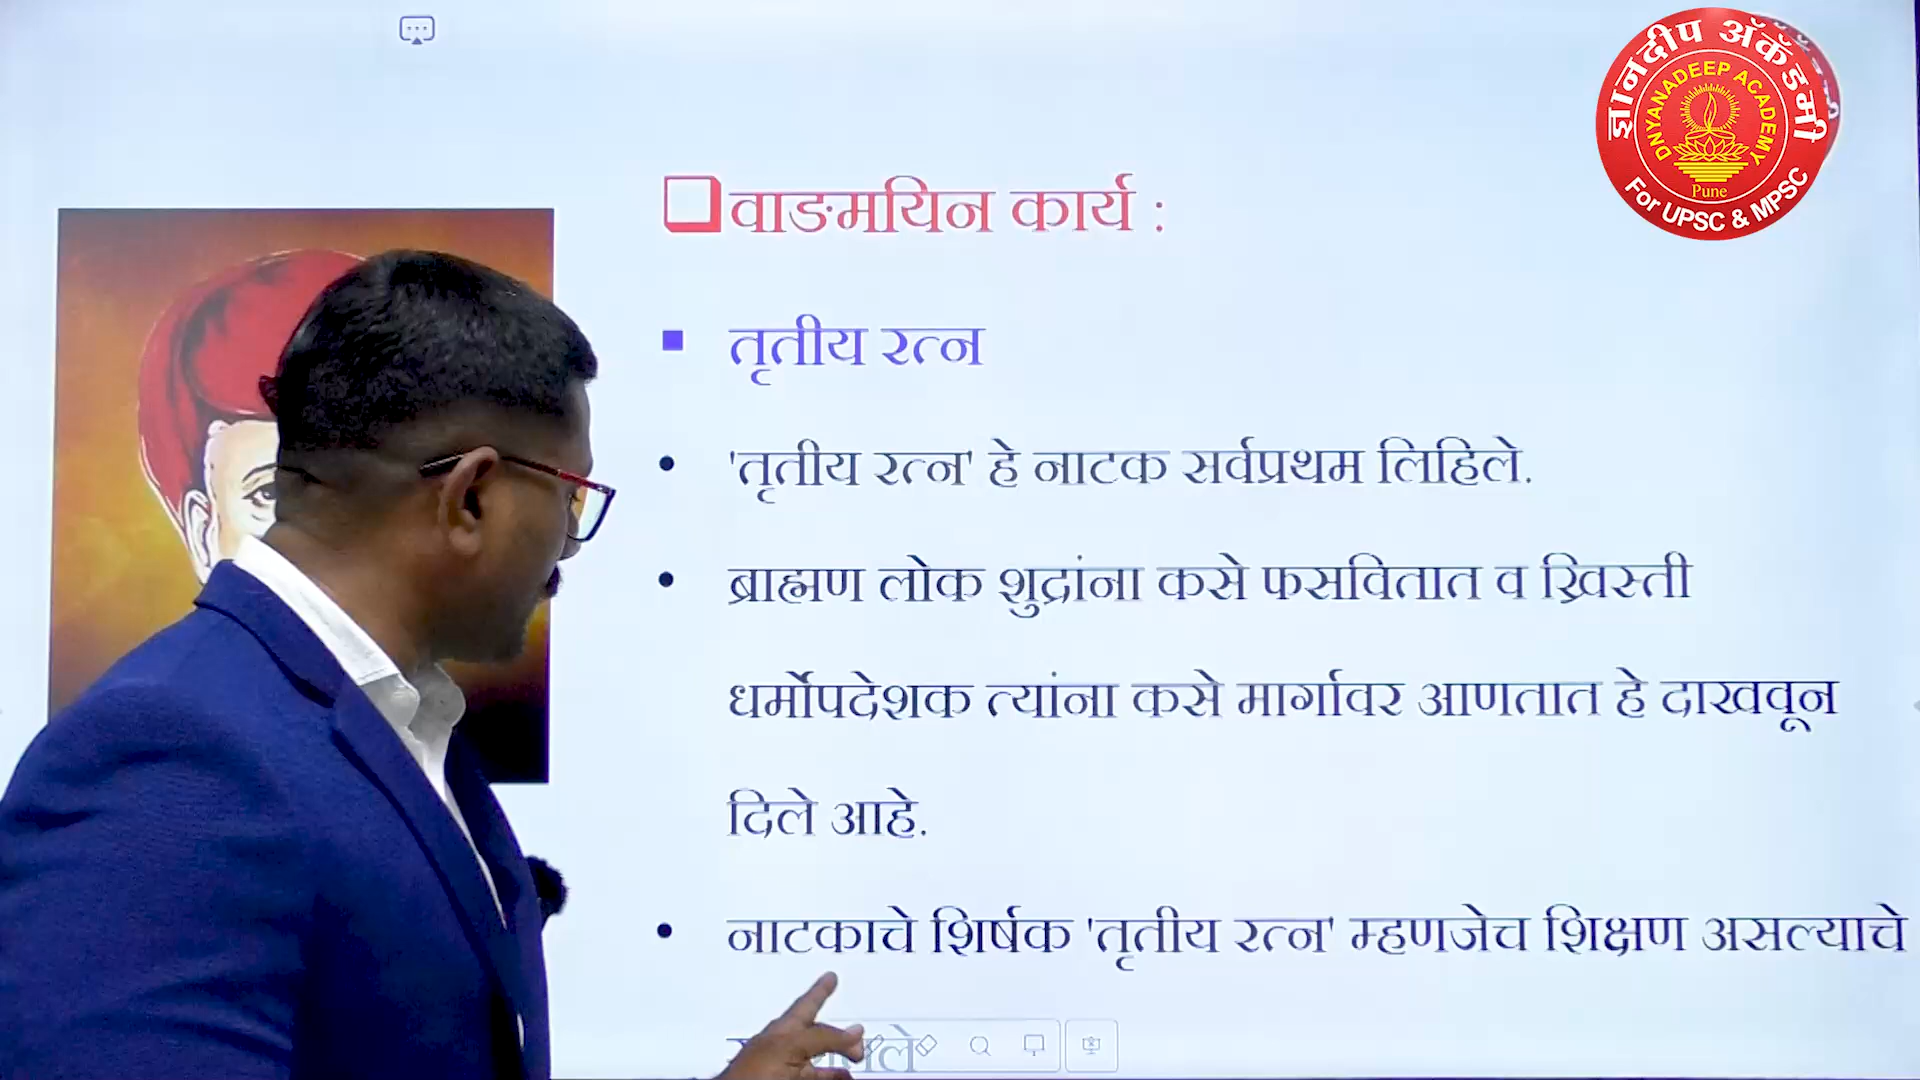 ज्ञानदीप अ‍ॅकॅडमी
DNYANADEEP ACADEMY
Pune
For UPSC & MPSC
वाङमयिन कार्य :
तृतीय रत्न
'तृतीय रत्न' हे नाटक सर्वप्रथम लिहिले.
ब्राह्मण लोक शुद्रांना कसे फसवितात व ख्रिस्ती
धर्मोपदेशक त्यांना कसे मार्गावर आणतात हे दाखवून
दिले आहे.
नाटकाचे शिर्षक 'तृतीय रत्न' म्हणजेच शिक्षण असल्याचे